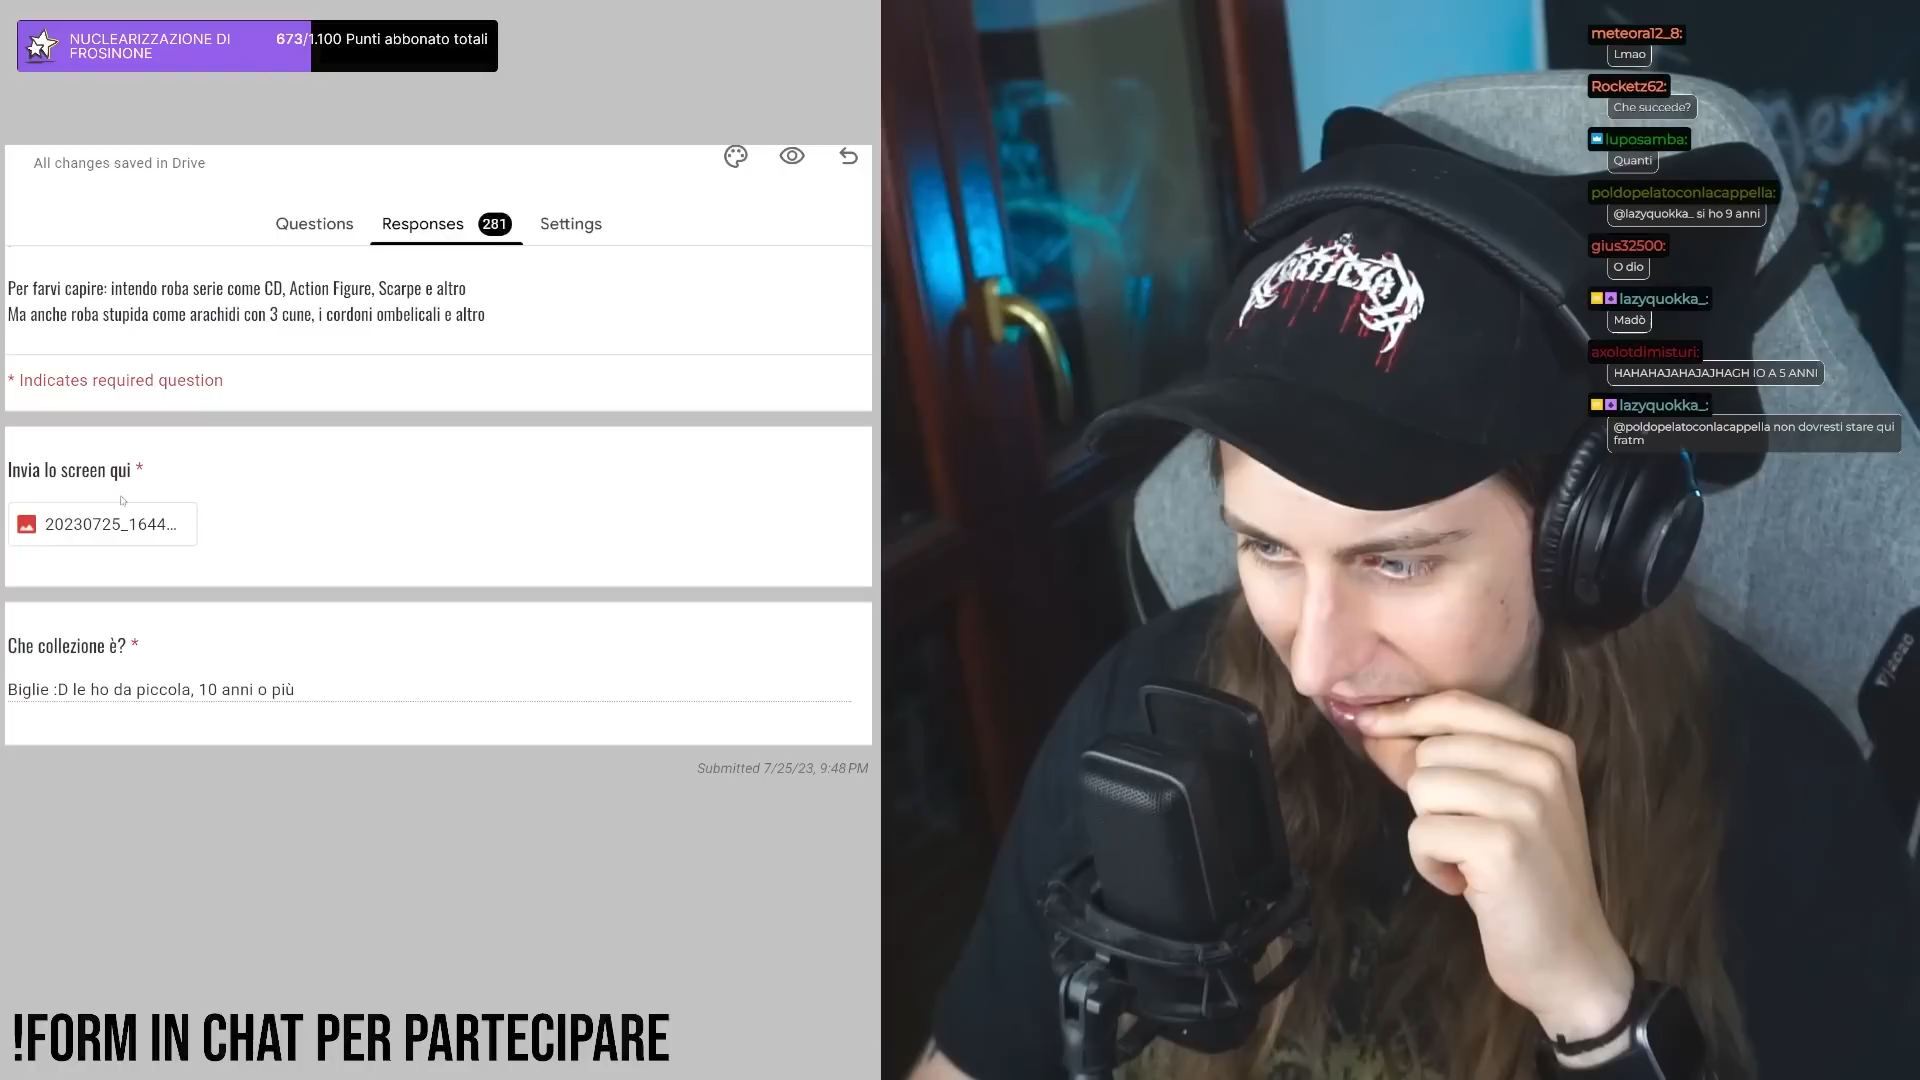 NUCLEARIZZAZIONE DI
FROSINONE
673/1.100 Punti abbonato totali
All changes saved in Drive
Questions
Responses 281
Settings
Per farvi capire: intendo roba serie come CD, Action Figure, Scarpe e altro
Ma anche roba stupida come arachidi con 3 cune, i cordoni ombelicali e altro
* Indicates required question
Invia lo screen qui *
20230725_1644...
Che collezione è? *
Biglie :D le ho da piccola, 10 anni o più
Submitted 7/25/23, 9:48 PM
!FORM IN CHAT PER PARTECIPARE
meteora12_8:
Lmao
Rocketz62:
Che succede?
luposamba:
Quanti
poldopelatoconlacappella:
@lazyquokka_ si ho 9 anni
gius32500:
O dio
lazyquokka_:
Madò
axolotdimisturi:
HAHAHAJAHAJAJHAGH IO A 5 ANNI
lazyquokka_:
@poldopelatoconlacappella non dovresti stare qui
fratm